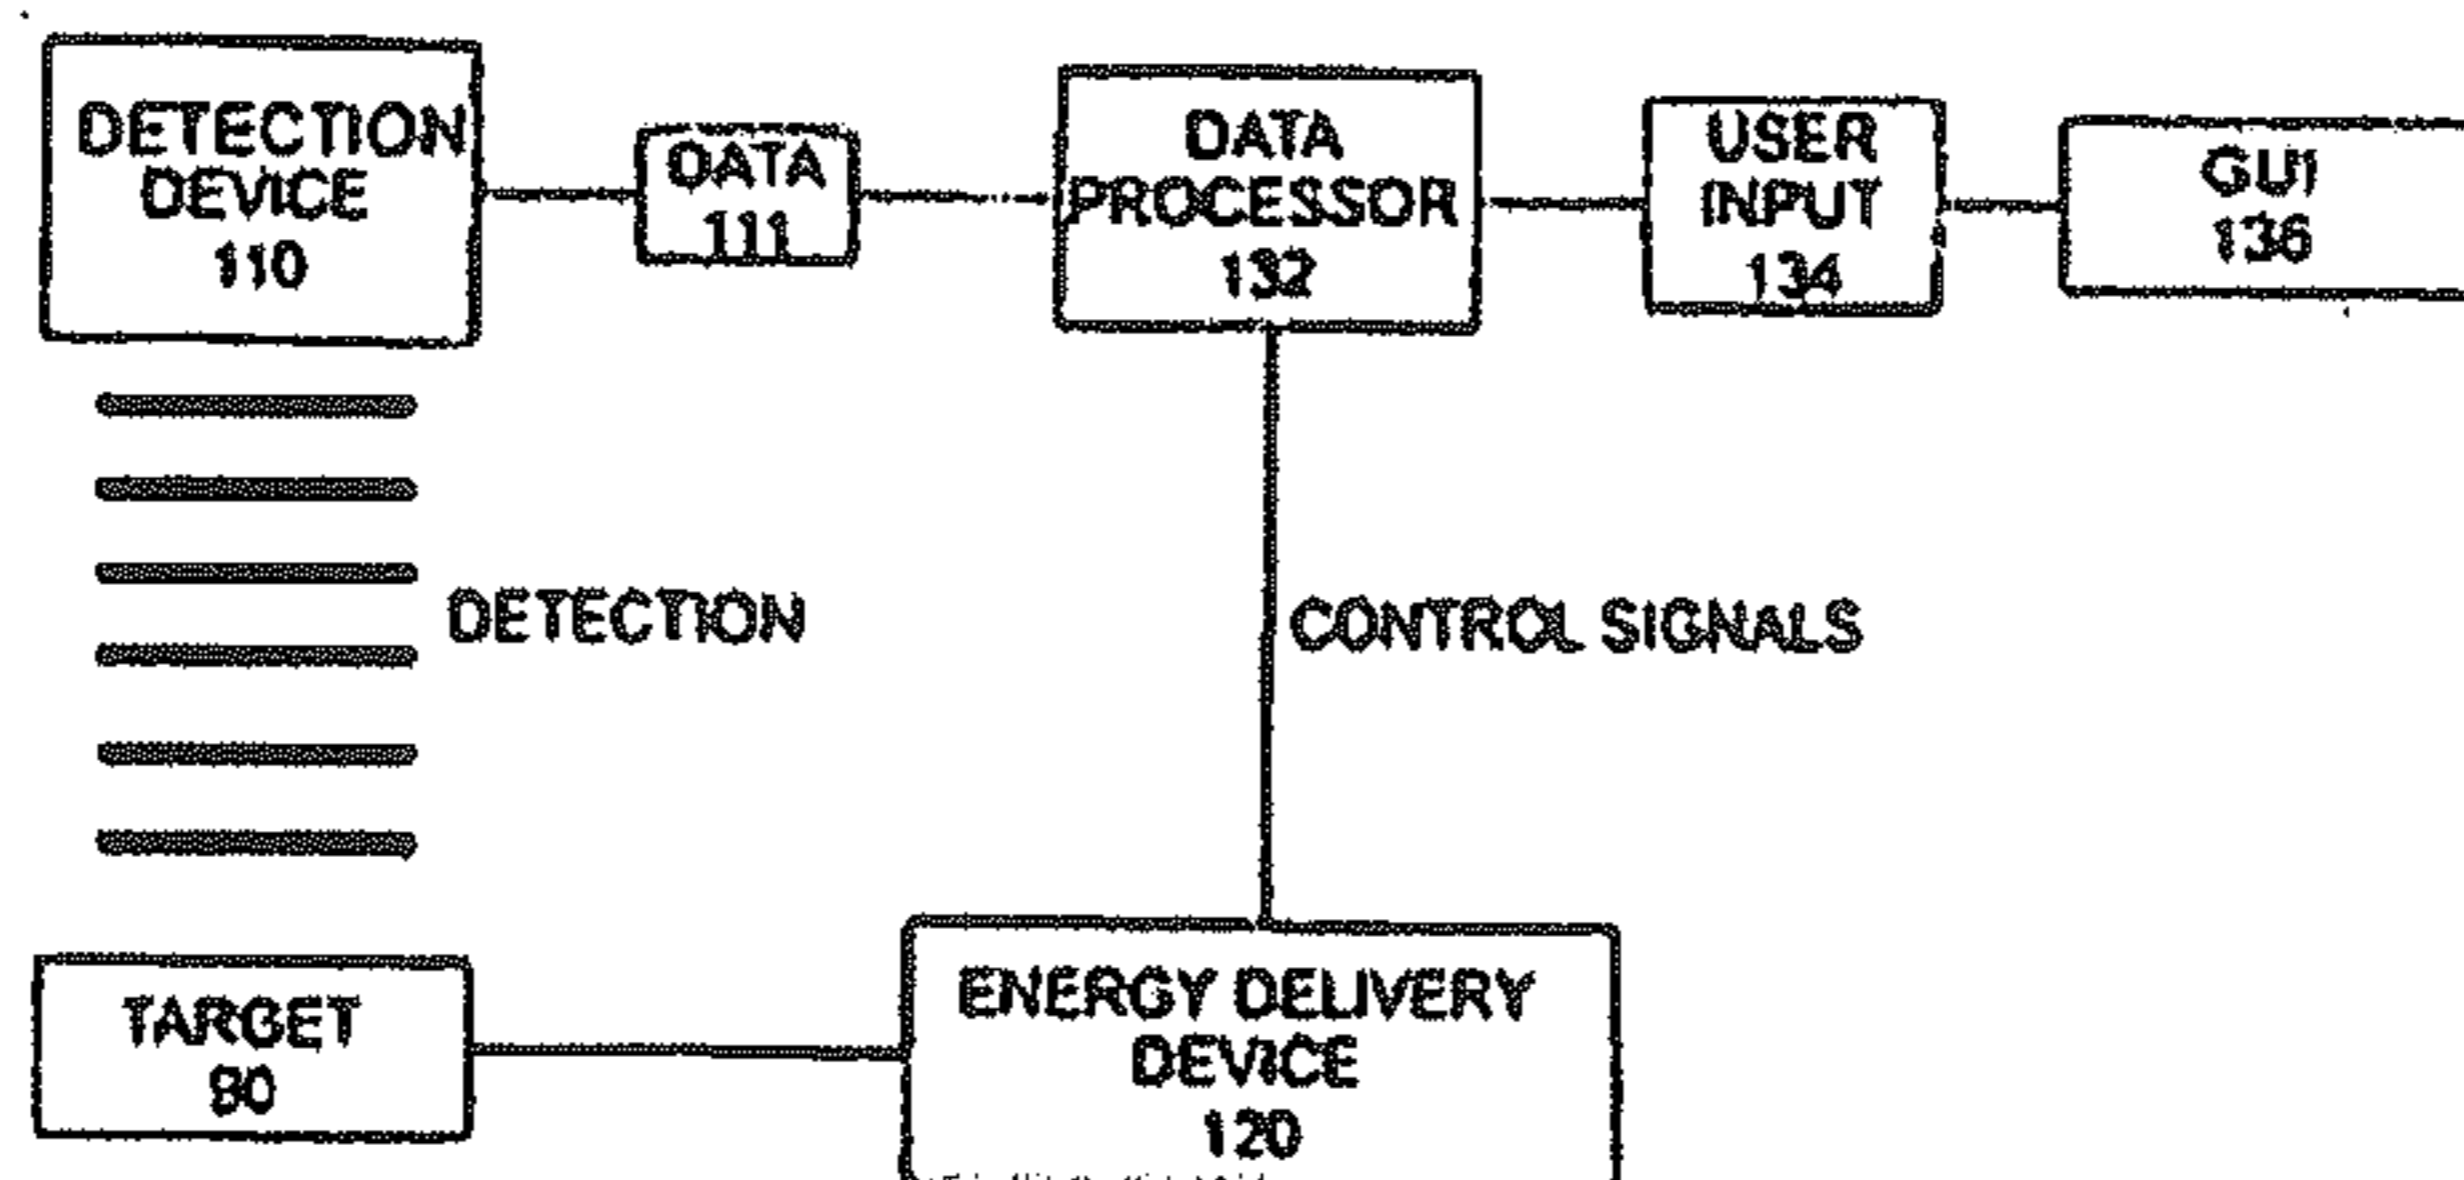 DETECTION
DEVICE
110
DATA
111
DATA
PROCESSOR
132
USER
INPUT
134
GUI
136
DETECTION
CONTROL SIGNALS
TARGET
90
ENERGY DELIVERY
DEVICE
120